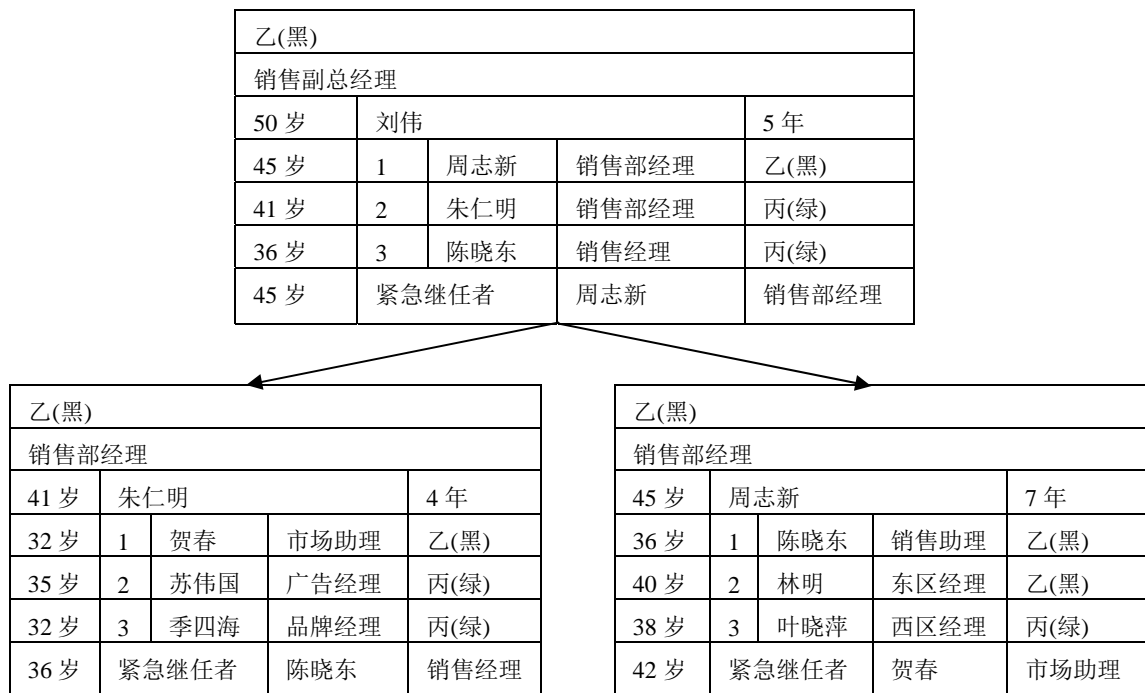 乙(黑)
销售副总经理
50 岁 刘伟 5 年
45 岁 1 周志新 销售部经理 乙(黑)
41 岁 2 朱仁明 销售部经理 丙(绿)
36 岁 3 陈晓东 销售经理 丙(绿)
45 岁 紧急继任者 周志新 销售部经理
乙(黑)
销售部经理
41 岁 朱仁明 4 年
32 岁 1 贺春 市场助理 乙(黑)
35 岁 2 苏伟国 广告经理 丙(绿)
32 岁 3 季四海 品牌经理 丙(绿)
36 岁 紧急继任者 陈晓东 销售经理
乙(黑)
销售部经理
45 岁 周志新 7 年
36 岁 1 陈晓东 销售助理 乙(黑)
40 岁 2 林明 东区经理 乙(黑)
38 岁 3 叶晓萍 西区经理 丙(绿)
42 岁 紧急继任者 贺春 市场助理